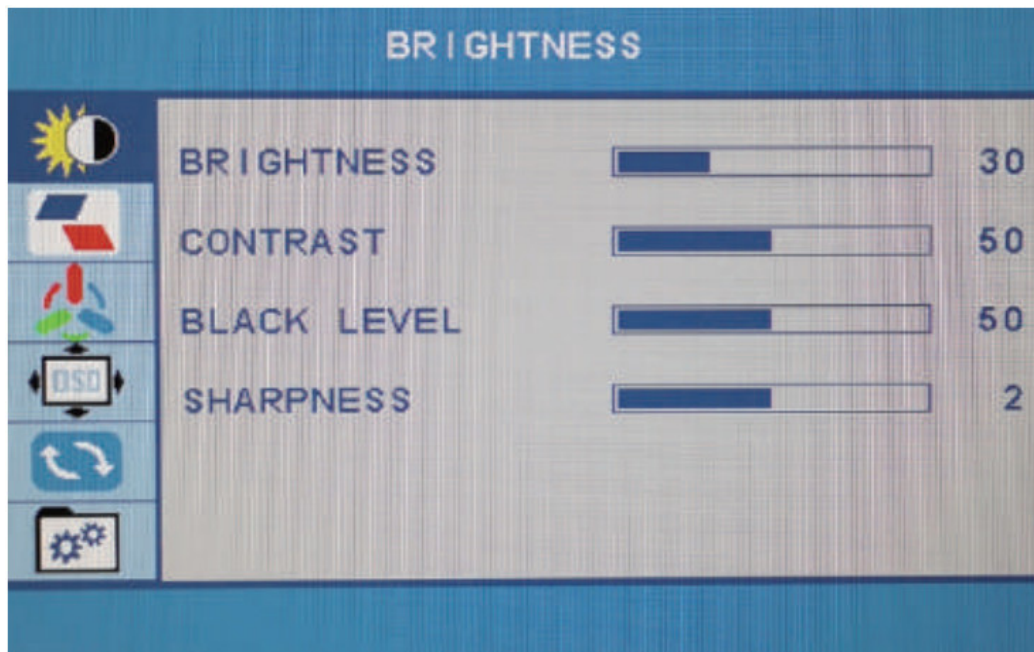 BRIGHTNESS
BRIGHTNESS 30
CONTRAST 50
BLACK LEVEL 50
OSD
SHARPNESS 2